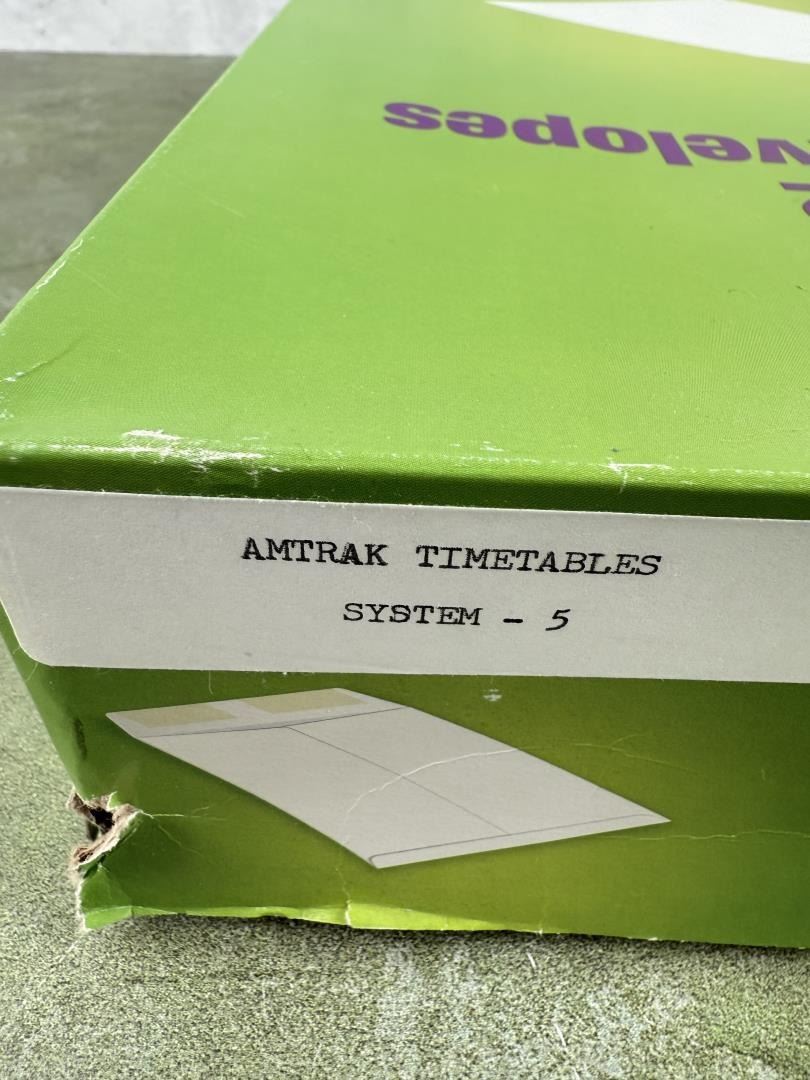 velopes
AMTRAK TIMETABLES
SYSTEM - 5